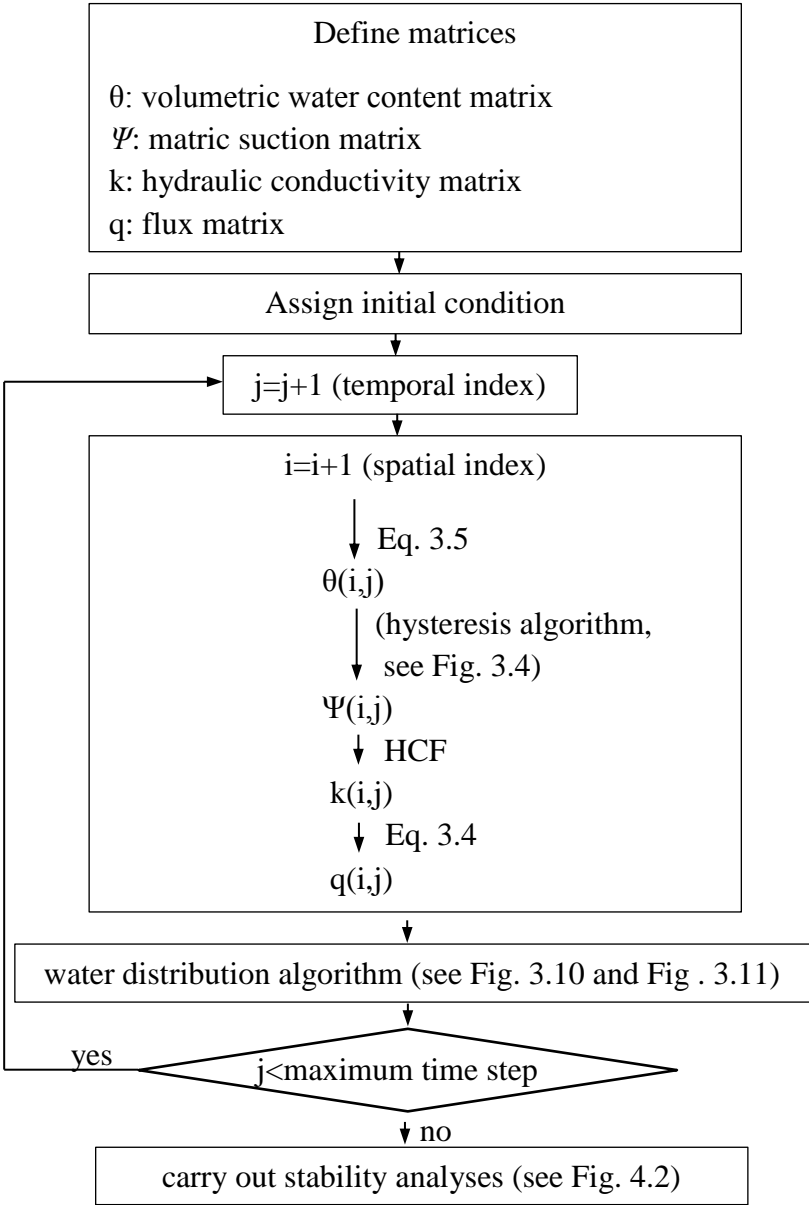 Define matrices
θ: volumetric water content matrix
Ψ: matric suction matrix
k: hydraulic conductivity matrix
q: flux matrix
Assign initial condition
j=j+1 (temporal index)
i=i+1 (spatial index)
Eq. 3.5
θ(i,j)
(hysteresis algorithm,
see Fig. 3.4)
Ψ(i,j)
HCF
k(i,j)
Eq. 3.4
q(i,j)
water distribution algorithm (see Fig. 3.10 and Fig . 3.11)
yes
j<maximum time step
no
carry out stability analyses (see Fig. 4.2)